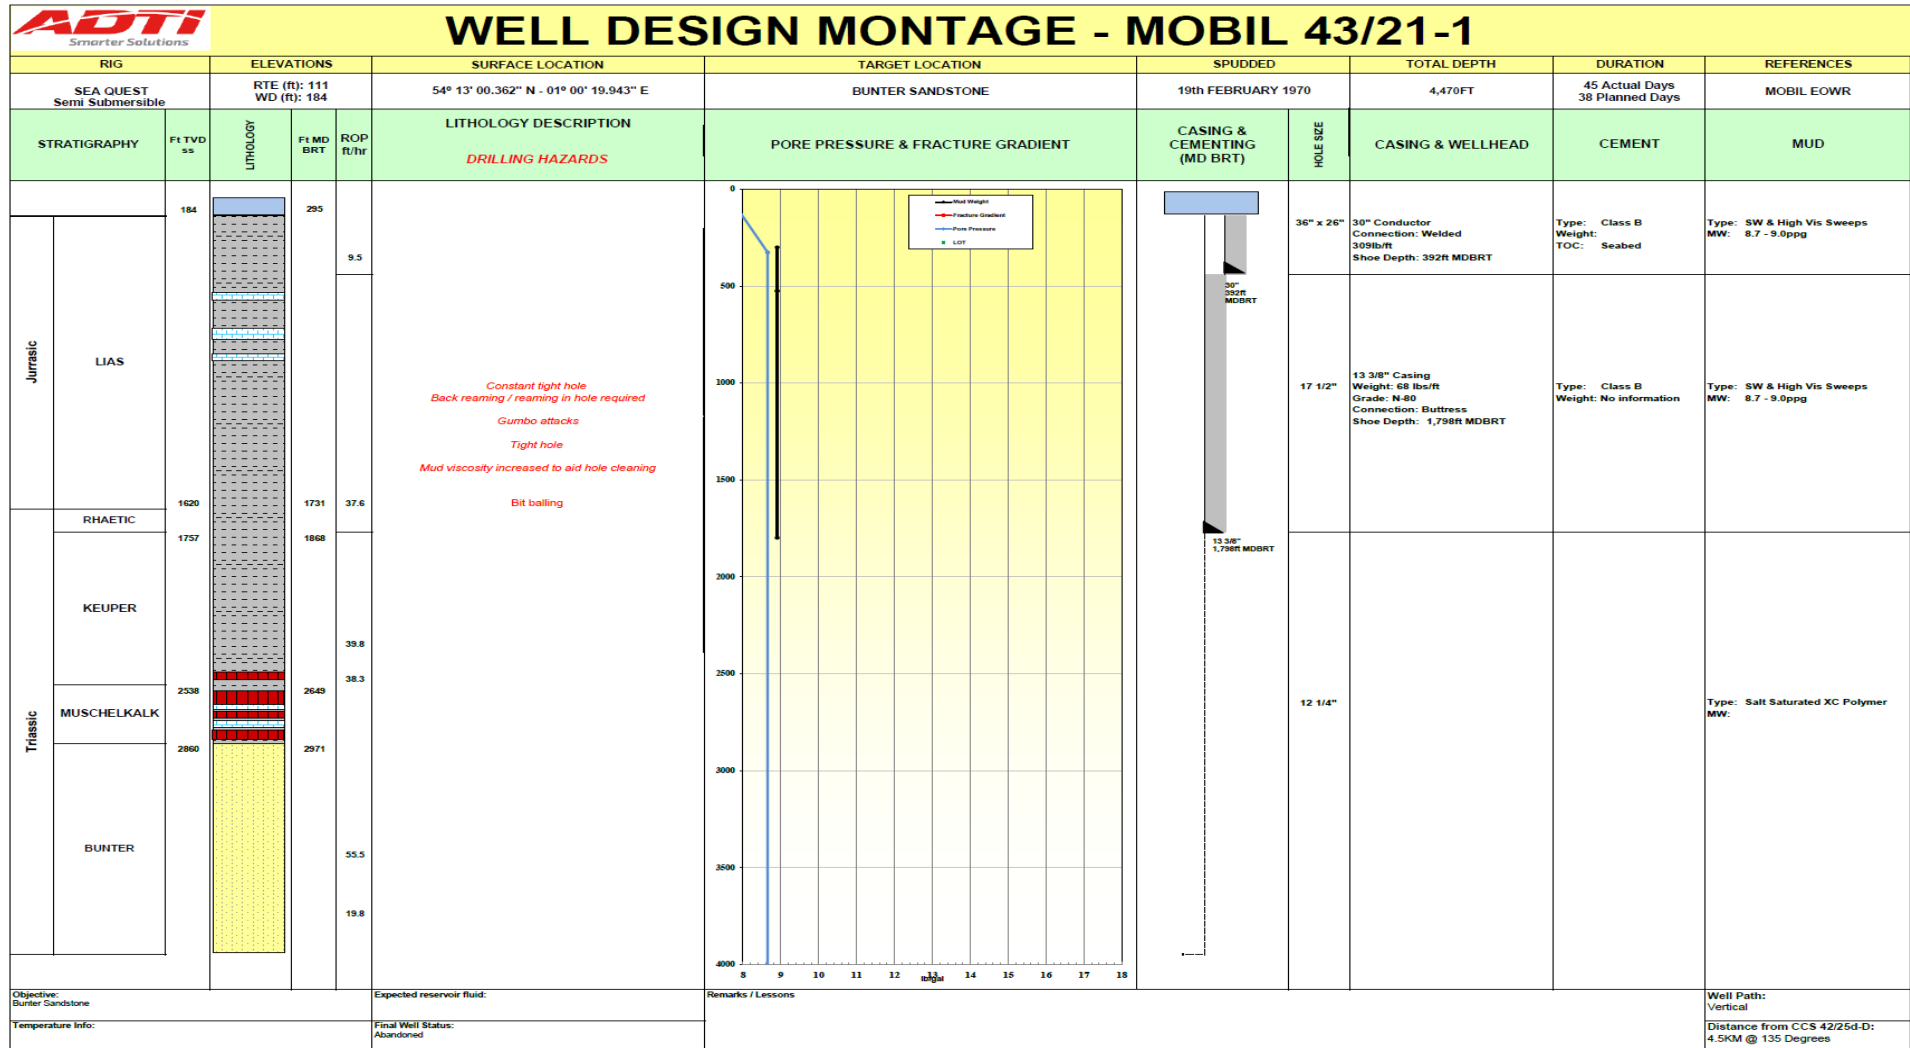 ADTI
Smarter Solutions
WELL DESIGN MONTAGE - MOBIL 43/21-1
RIG
ELEVATIONS
SURFACE LOCATION
TARGET LOCATION
SPUDDED
TOTAL DEPTH
DURATION
REFERENCES
SEA QUEST
Semi Submersible
RTE (ft): 111
WD (ft): 184
54º 13' 00.362" N - 01º 00' 19.943" E
BUNTER SANDSTONE
19th FEBRUARY 1970
4,470FT
45 Actual Days
38 Planned Days
MOBIL EOWR
STRATIGRAPHY
Ft TVD
ss
LITHOLOGY
Ft MD
BRT
ROP
ft/hr
LITHOLOGY DESCRIPTION
DRILLING HAZARDS
PORE PRESSURE & FRACTURE GRADIENT
CASING &
CEMENTING
(MD BRT)
HOLE SIZE
CASING & WELLHEAD
CEMENT
MUD
Jurrasic
LIAS
Triassic
RHAETIC
KEUPER
MUSCHELKALK
BUNTER
184
1620
1757
2538
2860
295
1731
1868
2649
2971
9.5
37.6
39.8
38.3
55.5
19.8
Constant tight hole
Back reaming / reaming in hole required
Gumbo attacks
Tight hole
Mud viscosity increased to aid hole cleaning
Bit balling
Mud Weight
Fracture Gradient
Pore Pressure
LOT
0
500
1000
1500
2000
2500
3000
3500
4000
8 9 10 11 12 13 14 15 16 17 18
lb/gal
30"
392ft
MDBRT
13 3/8"
1,798ft MDBRT
36" x 26"
30" Conductor
Connection: Welded
309lb/ft
Shoe Depth: 392ft MDBRT
Type: Class B
Weight:
TOC: Seabed
Type: SW & High Vis Sweeps
MW: 8.7 - 9.0ppg
17 1/2"
13 3/8" Casing
Weight: 68 lbs/ft
Grade: N-80
Connection: Buttress
Shoe Depth: 1,798ft MDBRT
Type: Class B
Weight: No information
Type: SW & High Vis Sweeps
MW: 8.7 - 9.0ppg
12 1/4"
Type: Salt Saturated XC Polymer
MW:
Objective:
Bunter Sandstone
Temperature Info:
Expected reservoir fluid:
Final Well Status:
Abandoned
Remarks / Lessons
Well Path:
Vertical
Distance from CCS 42/25d-D:
4.5KM @ 135 Degrees